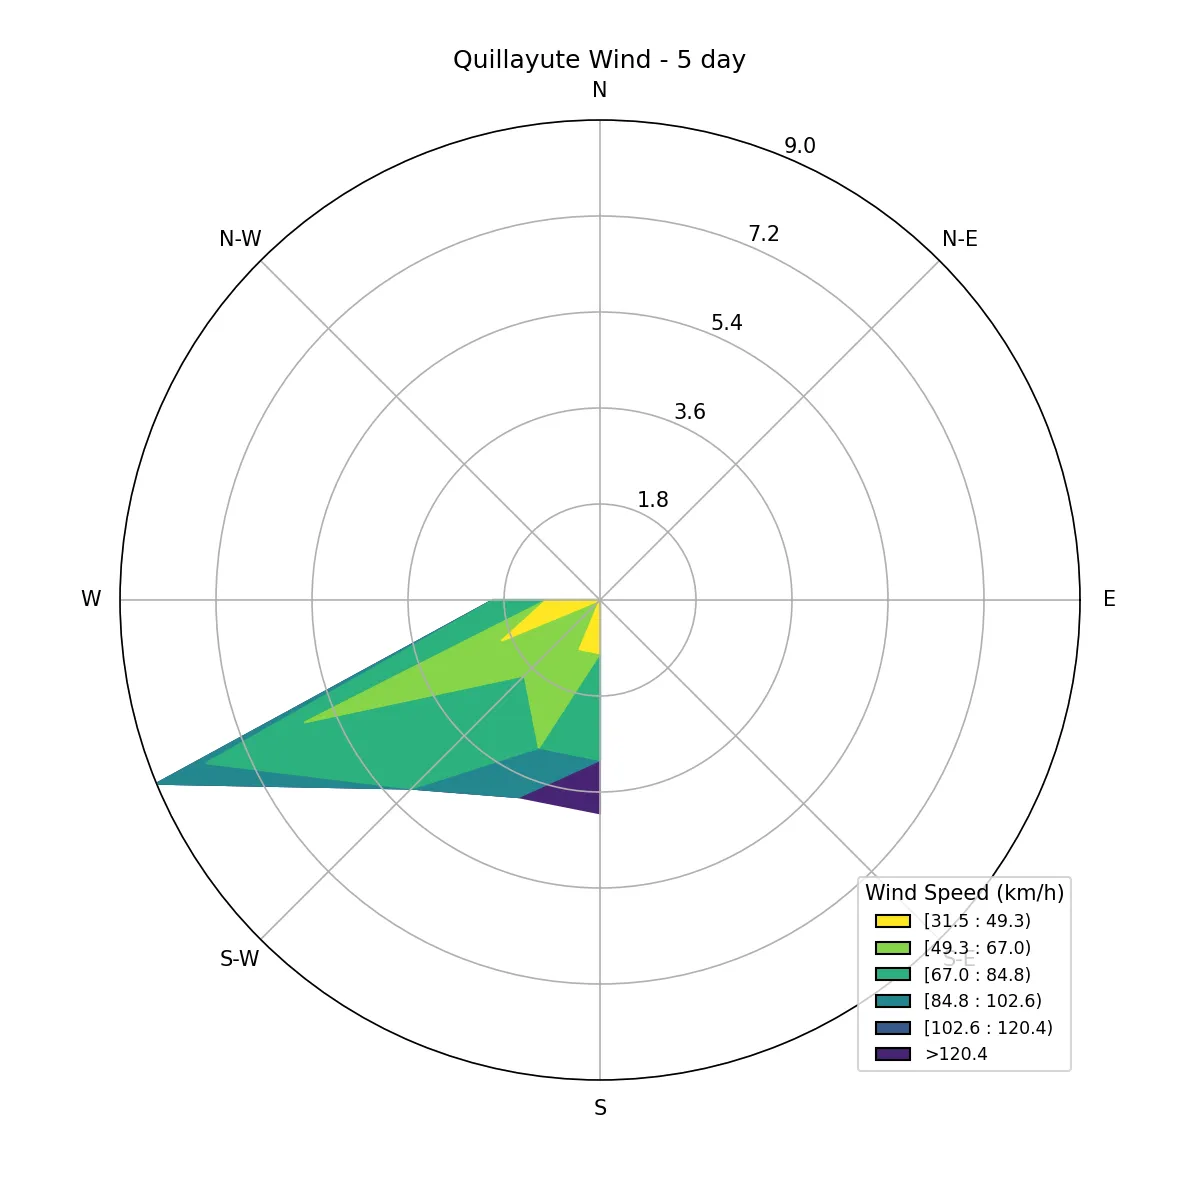 Quillayute Wind - 5 day
N
9.0
N-W
N-E
7.2
5.4
3.6
1.8
W
E
S-W
S-E
Wind Speed (km/h)
[31.5 : 49.3)
[49.3 : 67.0)
[67.0 : 84.8)
[84.8 : 102.6)
[102.6 : 120.4)
>120.4
S